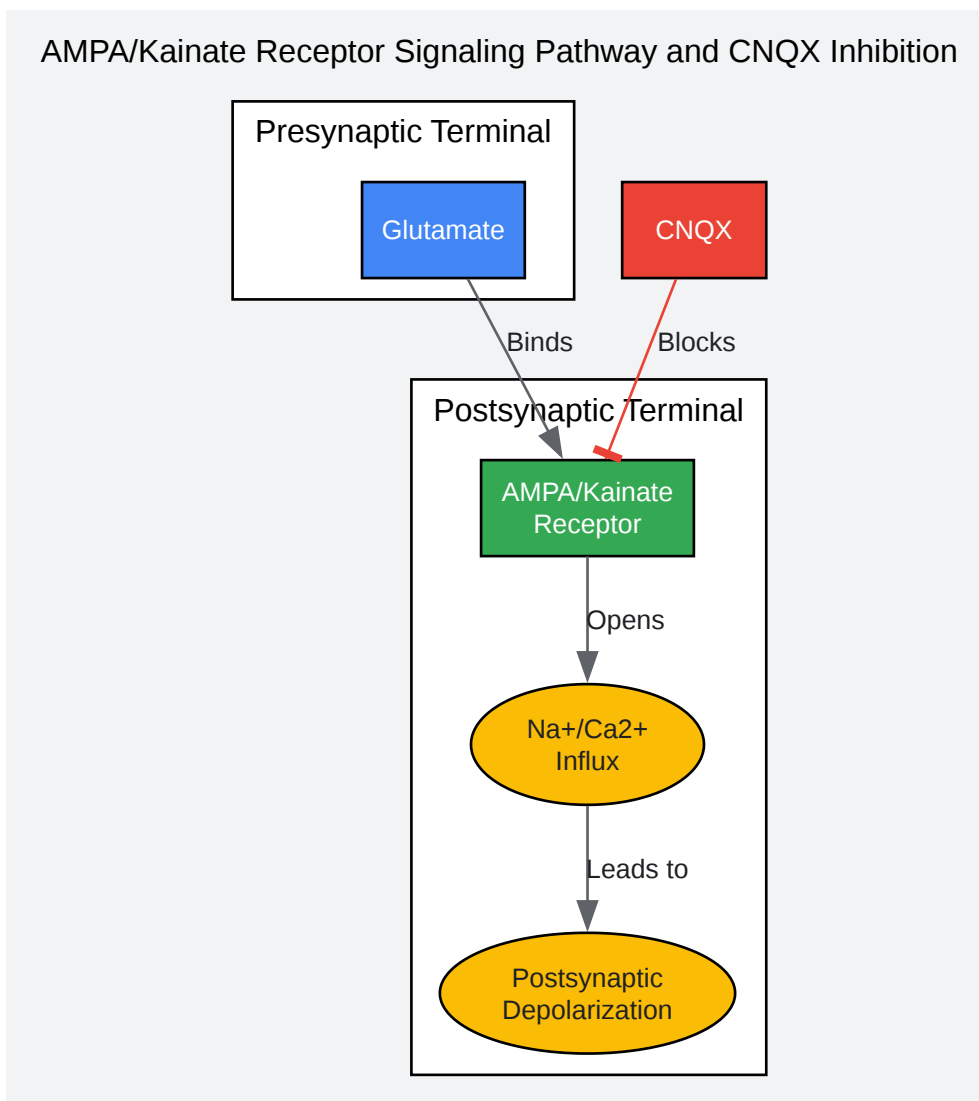 AMPA/Kainate Receptor Signaling Pathway and CNQX Inhibition
Presynaptic Terminal
Glutamate
CNQX
Binds
Blocks
Postsynaptic Terminal
AMPA/Kainate
Receptor
Opens
Na+/Ca2+
Influx
Leads to
Postsynaptic
Depolarization